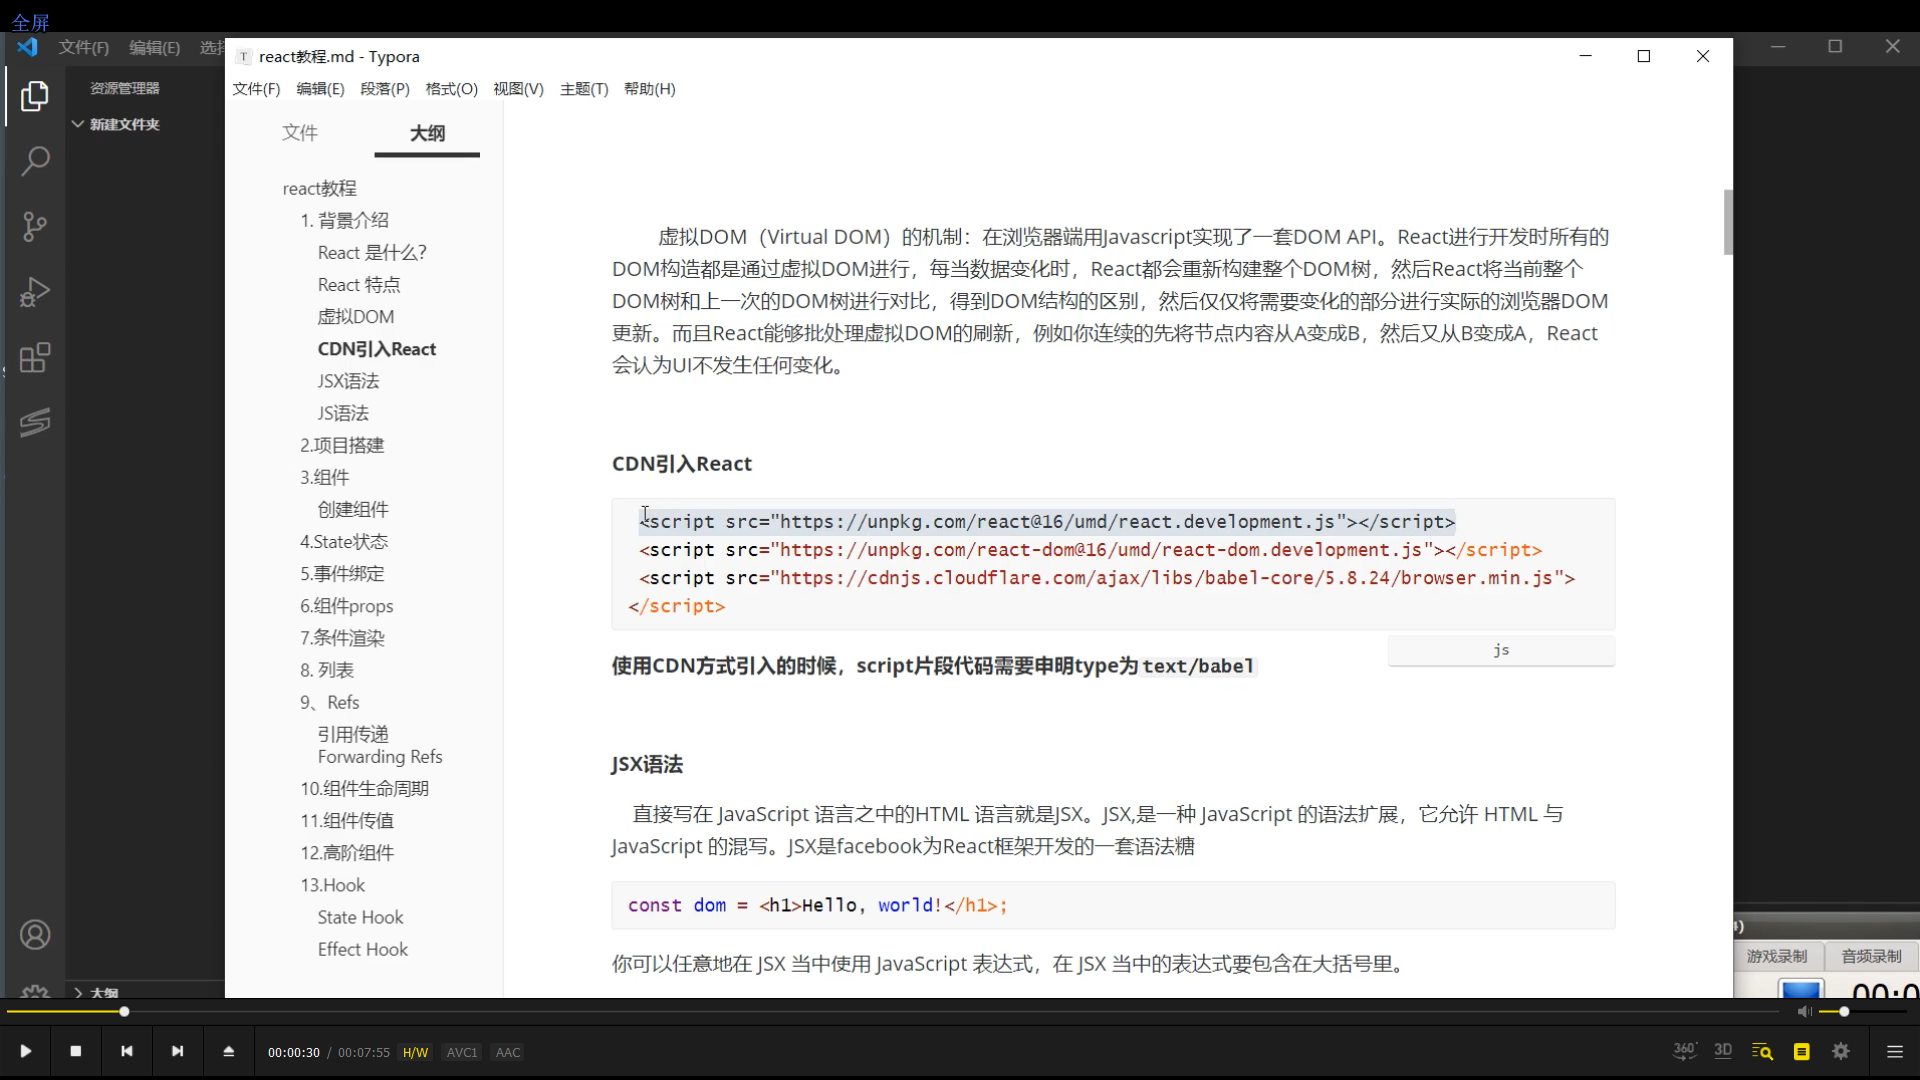 全屏
文件(F) 编辑(E) 选择
react教程.md - Typora
文件(F) 编辑(E) 段落(P) 格式(O) 视图(V) 主题(T) 帮助(H)
资源管理器
新建文件夹
文件 大纲
react教程
1. 背景介绍
React 是什么?
React 特点
虚拟DOM
CDN引入React
JSX语法
JS语法
2.项目搭建
3.组件
创建组件
4.State状态
5.事件绑定
6.组件props
7.条件渲染
8. 列表
9、Refs
引用传递
Forwarding Refs
10.组件生命周期
11.组件传值
12.高阶组件
13.Hook
State Hook
Effect Hook
大纲
虚拟DOM（Virtual DOM）的机制：在浏览器端用Javascript实现了一套DOM API。React进行开发时所有的
DOM构造都是通过虚拟DOM进行，每当数据变化时，React都会重新构建整个DOM树，然后React将当前整个
DOM树和上一次的DOM树进行对比，得到DOM结构的区别，然后仅仅将需要变化的部分进行实际的浏览器DOM
更新。而且React能够批处理虚拟DOM的刷新，例如你连续的先将节点内容从A变成B，然后又从B变成A，React
会认为UI不发生任何变化。
CDN引入React
<script src="https://unpkg.com/react@16/umd/react.development.js"></script>
<script src="https://unpkg.com/react-dom@16/umd/react-dom.development.js"></script>
<script src="https://cdnjs.cloudflare.com/ajax/libs/babel-core/5.8.24/browser.min.js">
</script>
js
使用CDN方式引入的时候，script片段代码需要申明type为text/babel
JSX语法
直接写在 JavaScript 语言之中的HTML 语言就是JSX。JSX,是一种 JavaScript 的语法扩展，它允许 HTML 与
JavaScript 的混写。JSX是facebook为React框架开发的一套语法糖
const dom = <h1>Hello, world!</h1>;
你可以任意地在 JSX 当中使用 JavaScript 表达式，在 JSX 当中的表达式要包含在大括号里。
游戏录制 音频录制
00:0
00:00:30 / 00:07:55 H/W AVC1 AAC
360° 3D